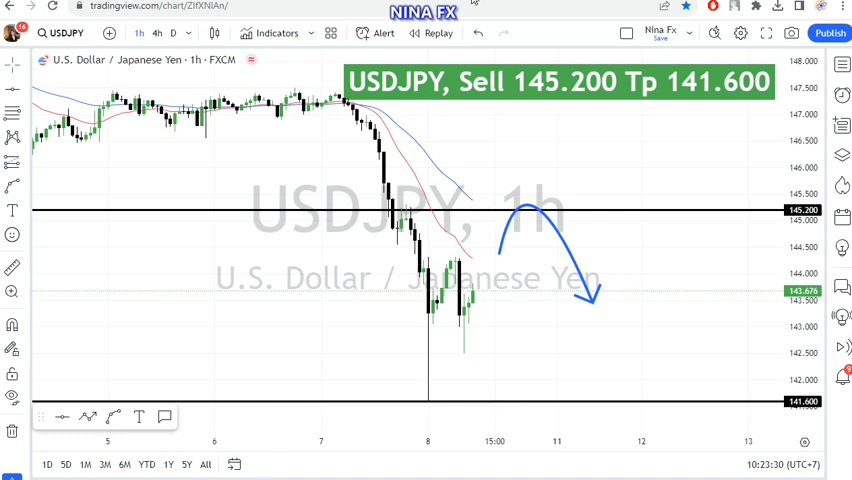 tradingview.com/chart/ZIfXNIAn/
NINA FX
16
USDJPY
1h 4h D
Indicators
Alert
Replay
Nina Fx
Save
Publish
U.S. Dollar / Japanese Yen · 1h · FXCM
USDJPY, Sell 145.200 Tp 141.600
148.000
147.500
147.000
146.500
146.000
145.500
145.200
145.000
144.500
144.000
143.676
143.000
142.500
142.000
141.600
USDJPY, 1h
U.S. Dollar / Japanese Yen
9
5 6 7 8 15:00 11 12 13
1D 5D 1M 3M 6M YTD 1Y 5Y All
10:23:30 (UTC+7)